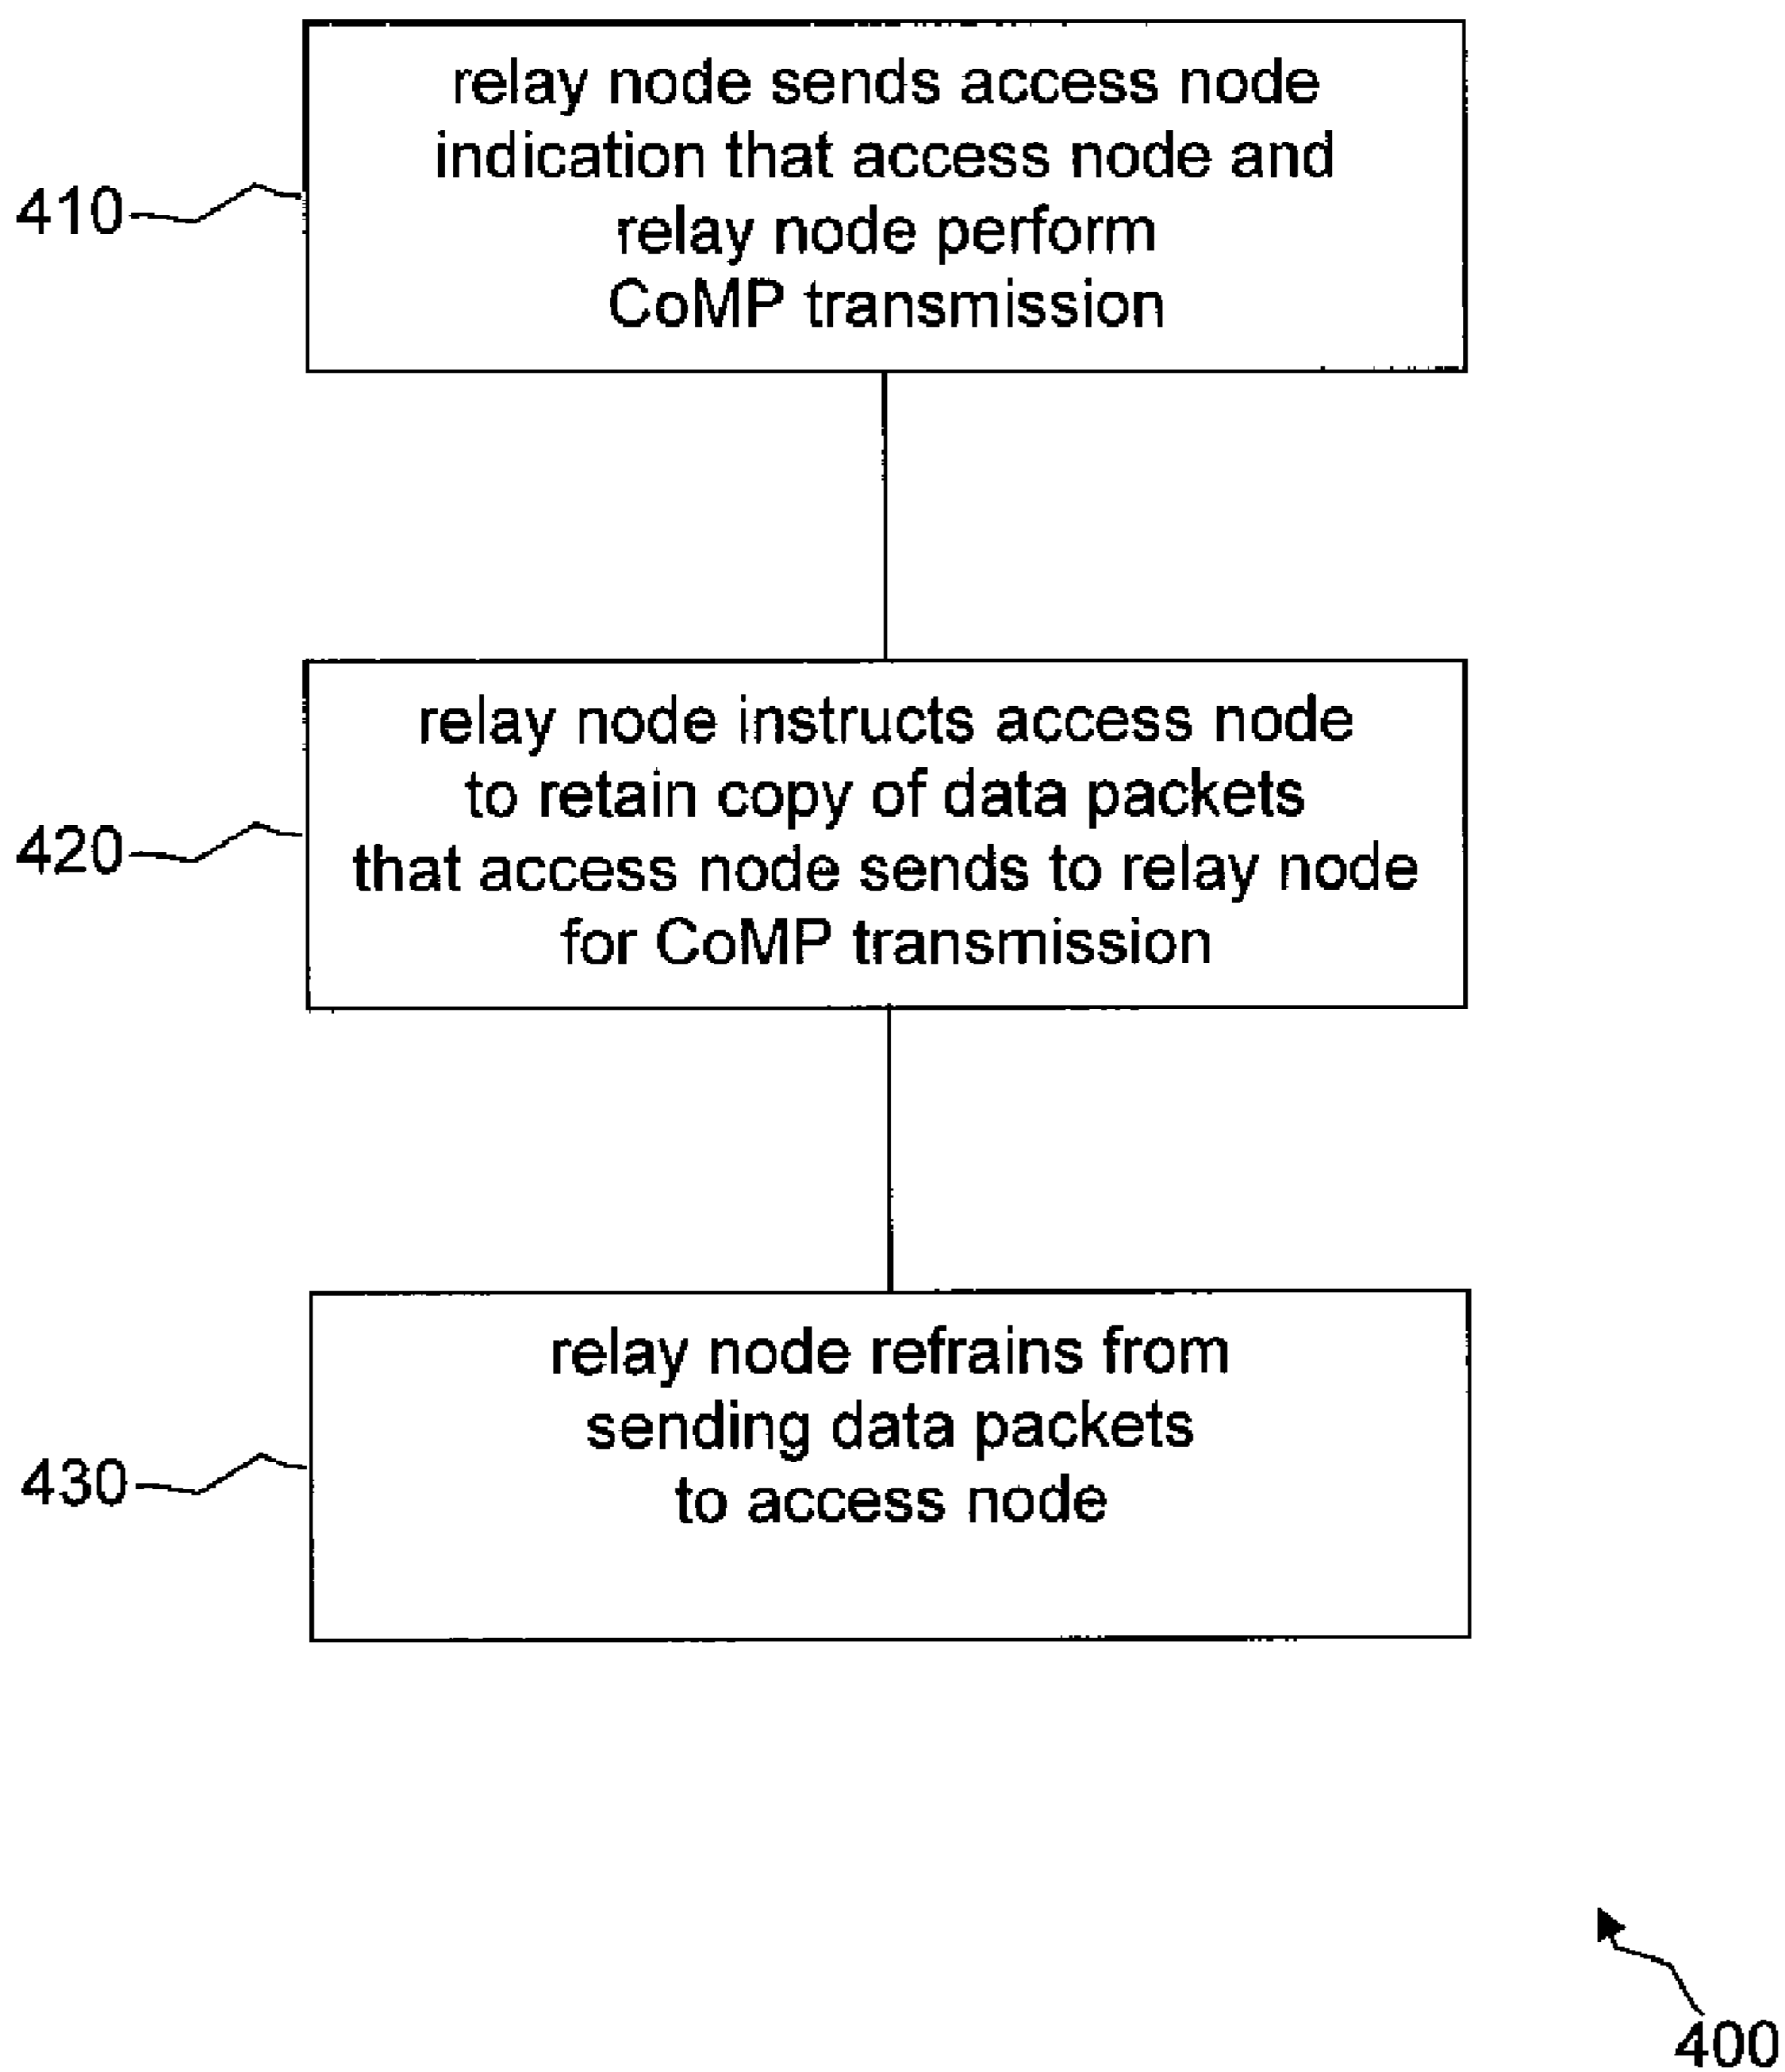 relay node sends access node
indication that access node and
relay node perform
CoMP transmission
410
relay node instructs access node
to retain copy of data packets
that access node sends to relay node
for CoMP transmission
420
relay node refrains from
sending data packets
to access node
430
400